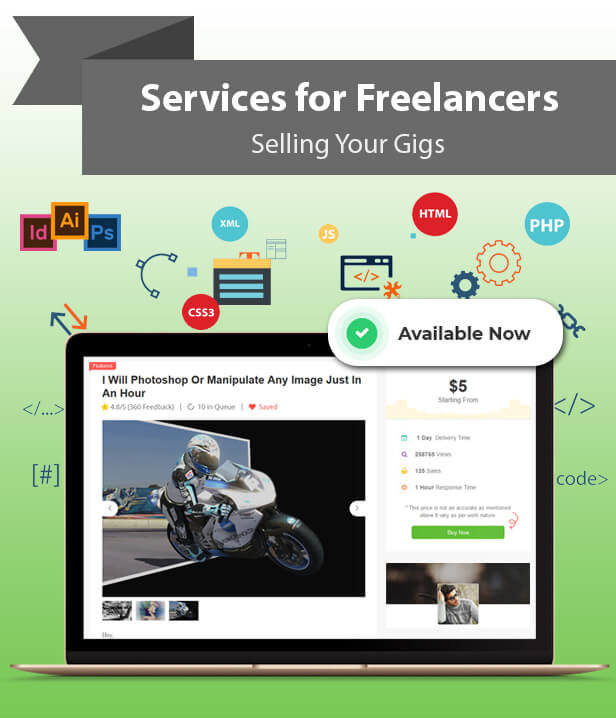 Services for Freelancers
Selling Your Gigs
Id
Ai
Ps
XML
JS
HTML
PHP
</>
CSS3
Available Now
Featured
I Will Photoshop Or Manipulate Any Image Just In
An Hour
4.6/5 (360 Feedback) | 10 in Queue | Saved
$5
Starting From
1 Day Delivery Time
258765 Views
125 Sales
1 Hour Response Time
* This price is not as accurate as mentioned
above It vary as per work nature
Buy Now
Hey,
</...>
[#]
</>
code>